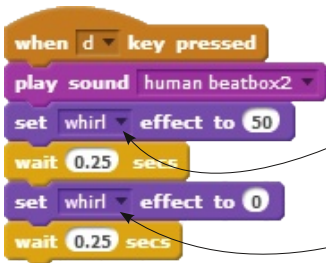 when d key pressed
play sound human beatbox2
set whirl effect to 50
wait 0.25 secs
set whirl effect to 0
wait 0.25 secs